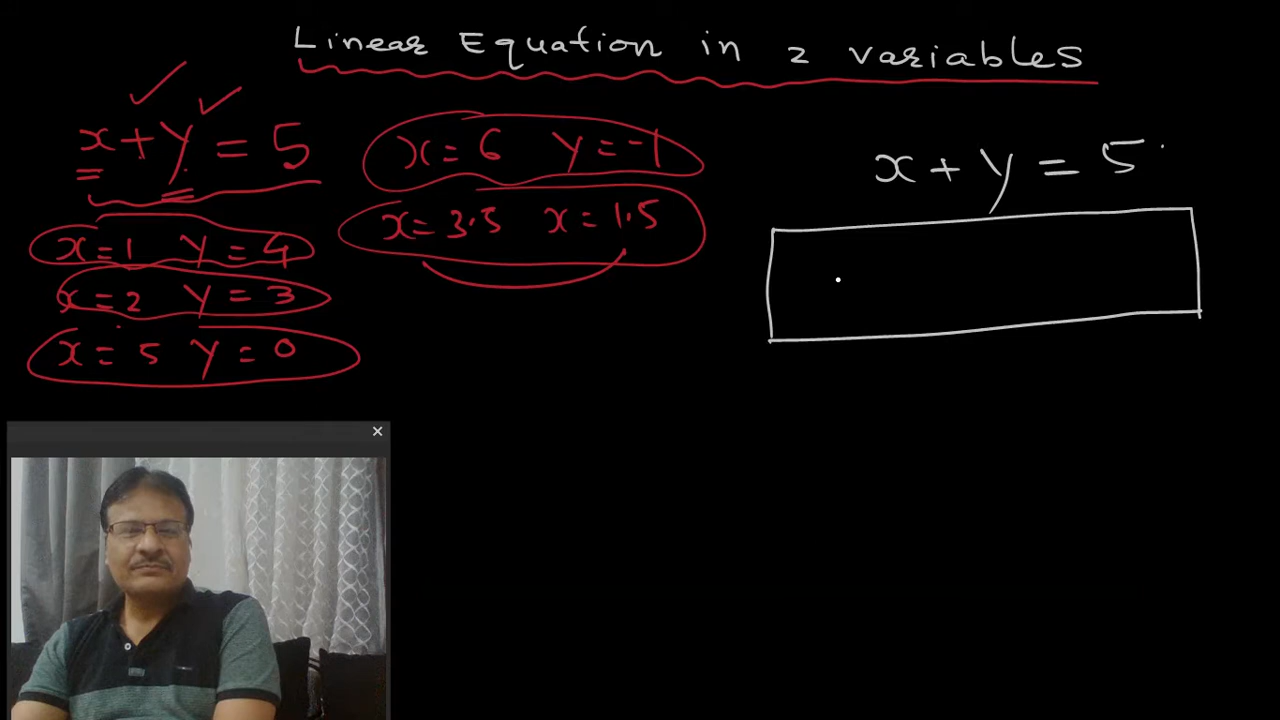 Linear Equation in 2 variables
x+y=5
x=1 y=4
x=2 y=3
x=5 y=0
x=6 y=-1
x=3.5 x=1.5
x+y=5